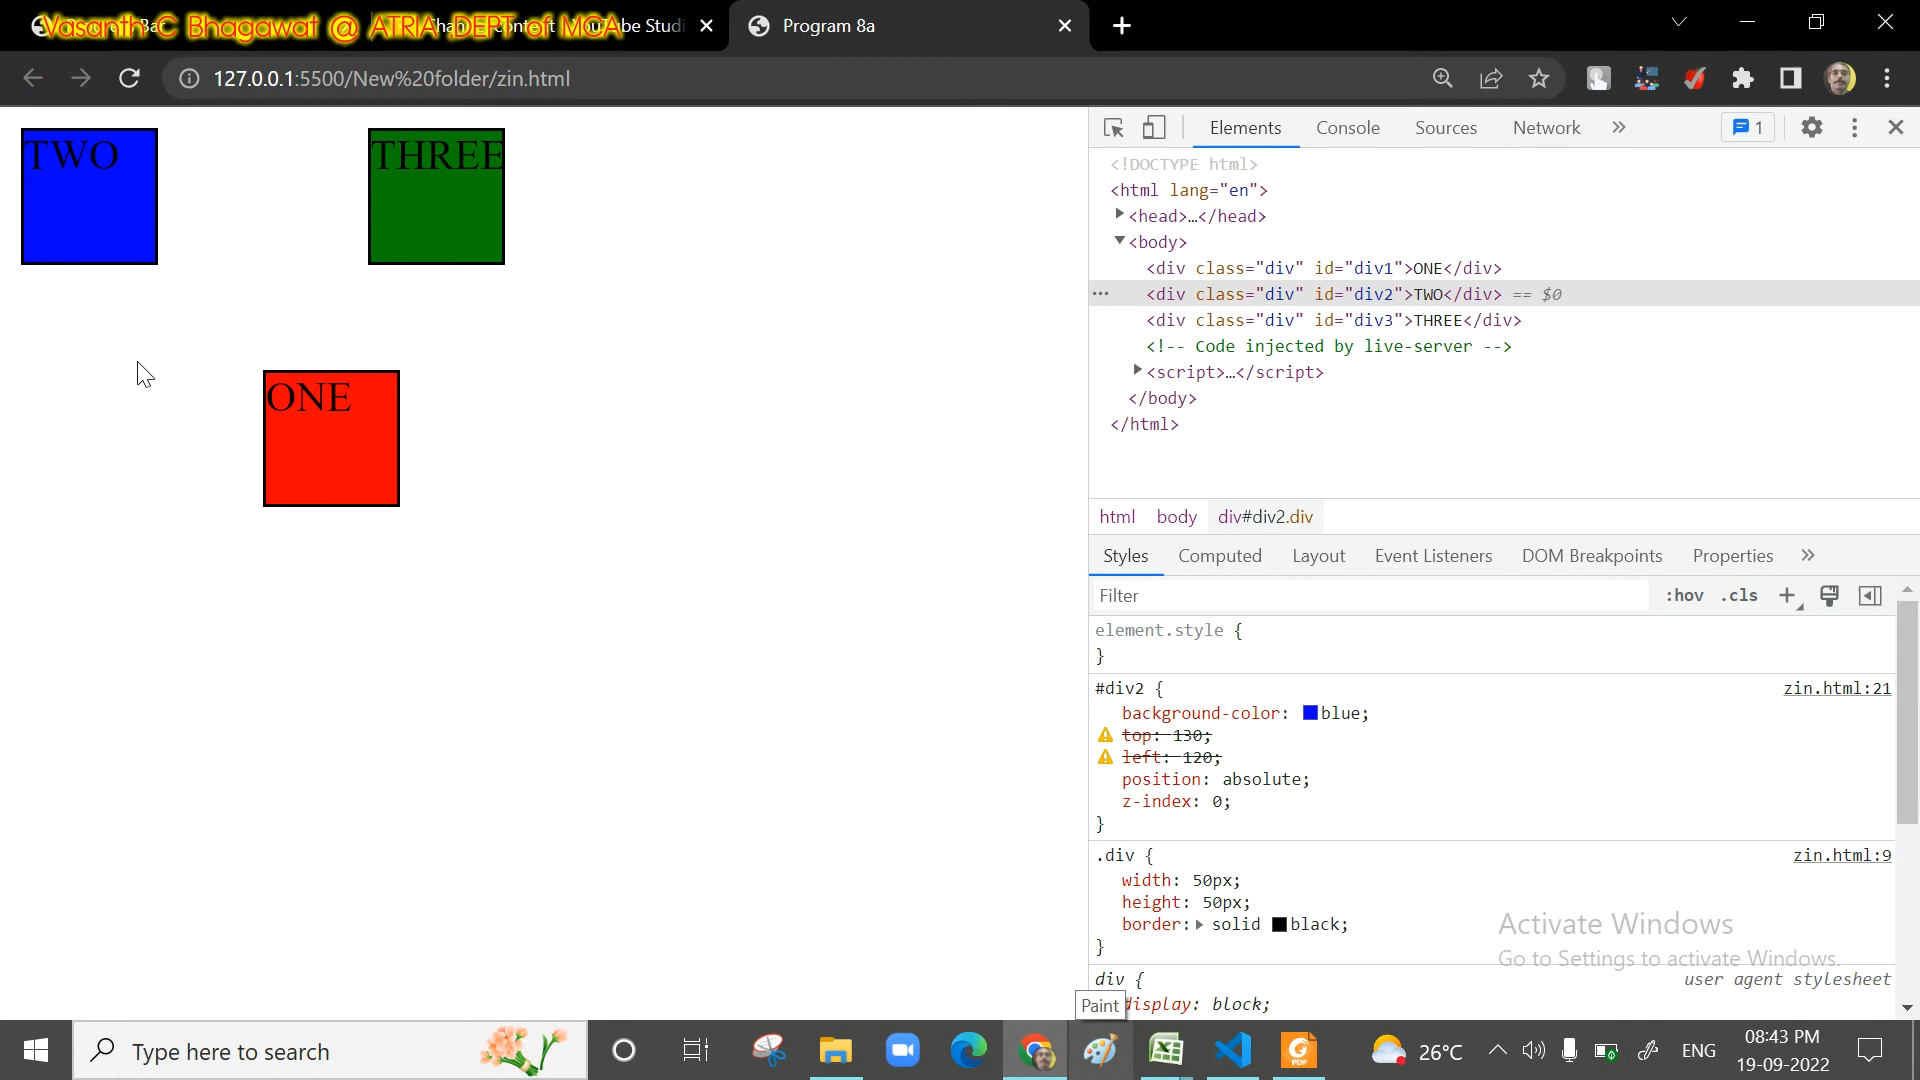 Vasanth C Bhagawat @ ATRIA .DEPT of MCA
Program 8a
127.0.0.1:5500/New%20folder/zin.html
TWO
THREE
ONE
Elements Console Sources Network » 1
<!DOCTYPE html>
<html lang="en">
<head>…</head>
<body>
<div class="div" id="div1">ONE</div>
<div class="div" id="div2">TWO</div> == $0
<div class="div" id="div3">THREE</div>
<!-- Code injected by live-server -->
<script>…</script>
</body>
</html>
html body div#div2.div
Styles Computed Layout Event Listeners DOM Breakpoints Properties »
Filter :hov .cls
element.style {
}
#div2 { zin.html:21
background-color: blue;
top: 130;
left: 120;
position: absolute;
z-index: 0;
}
.div { zin.html:9
width: 50px;
height: 50px;
border: solid black;
}
Activate Windows
Go to Settings to activate Windows.
div { user agent stylesheet
display: block;
Paint
Type here to search
26°C ENG
08:43 PM
19-09-2022